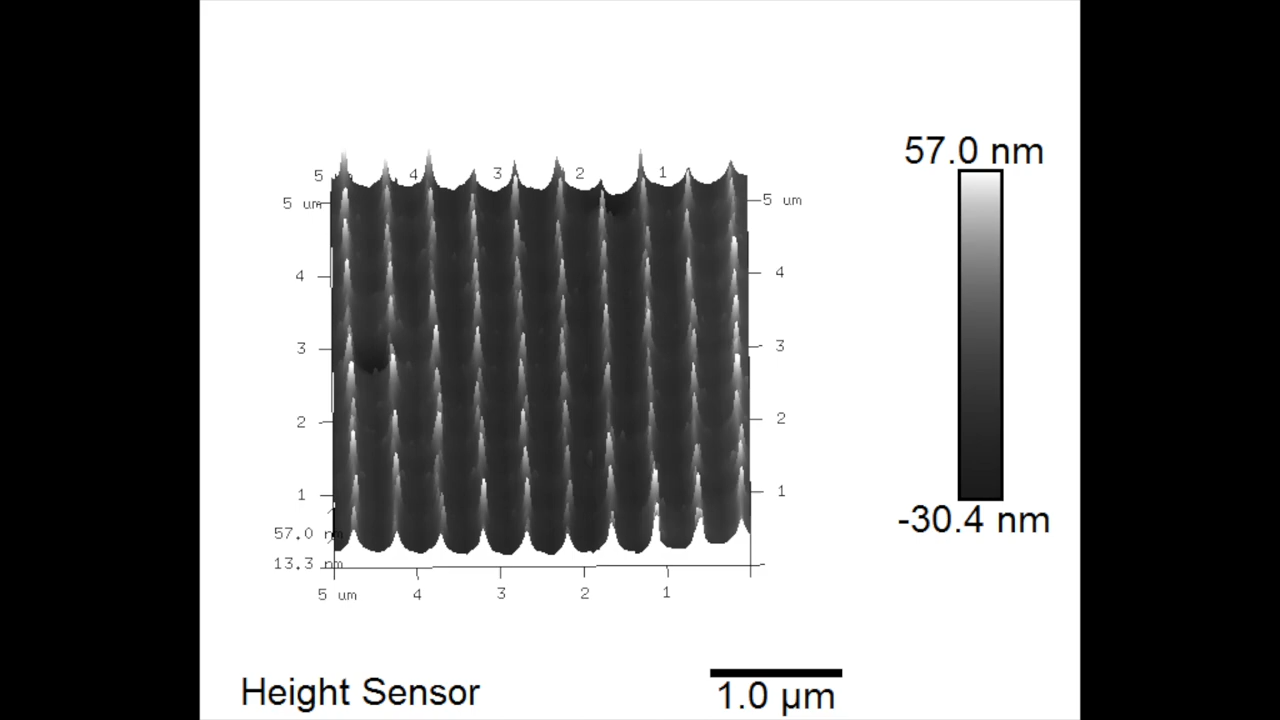 57.0 nm
5 4 3 2 1
5 um 5 um
4 4
3 3
2 2
1 1
57.0 nm
13.3 nm
5 um 4 3 2 1
-30.4 nm
Height Sensor
1.0 µm